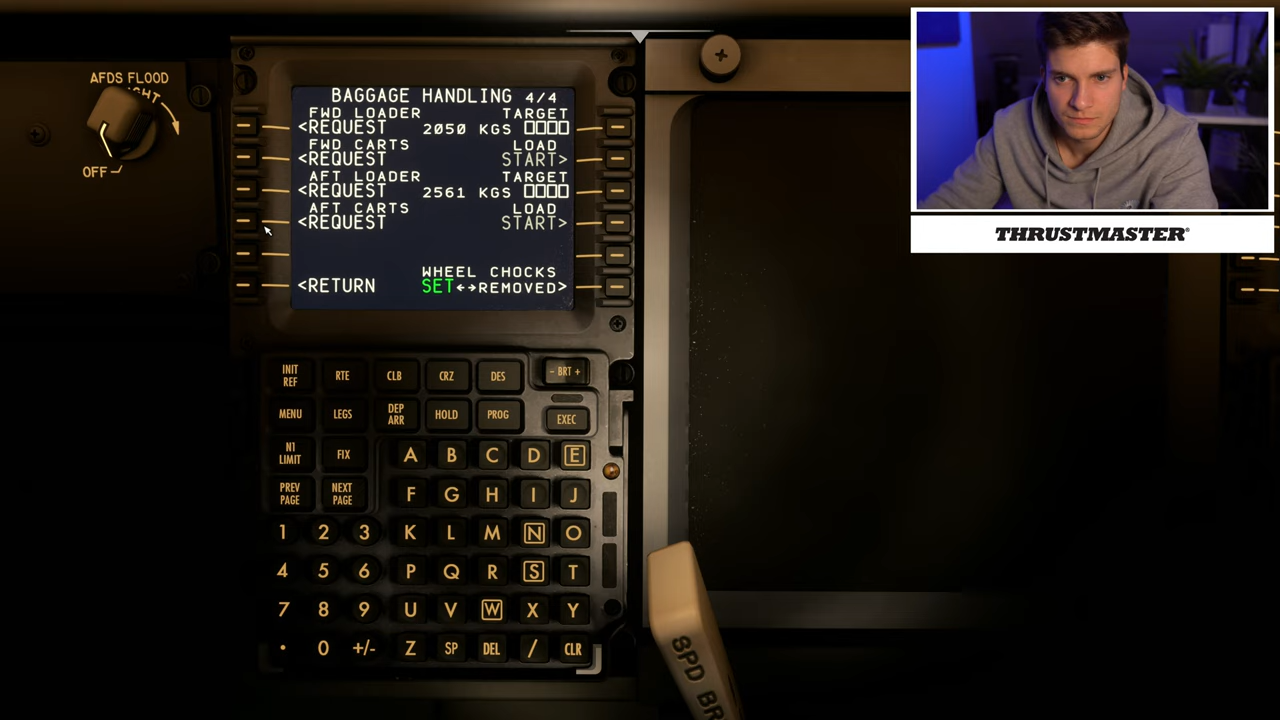 AFDS FLOOD
GHT
OFF
BAGGAGE HANDLING 4/4
FWD LOADER TARGET
<REQUEST 2050 KGS
FWD CARTS LOAD
<REQUEST START>
AFT LOADER TARGET
<REQUEST 2561 KGS
AFT CARTS LOAD
<REQUEST START>
WHEEL CHOCKS
<RETURN SET←→REMOVED>
INIT REF RTE CLB CRZ DES - BRT +
MENU LEGS DEP ARR HOLD PROG EXEC
N1 LIMIT FIX
A B C D E
PREV PAGE NEXT PAGE F G H I J
1 2 3 K L M N O
4 5 6 P Q R S T
7 8 9 U V W X Y
. 0 +/- Z SP DEL / CLR
SPD BR
THRUSTMASTER®